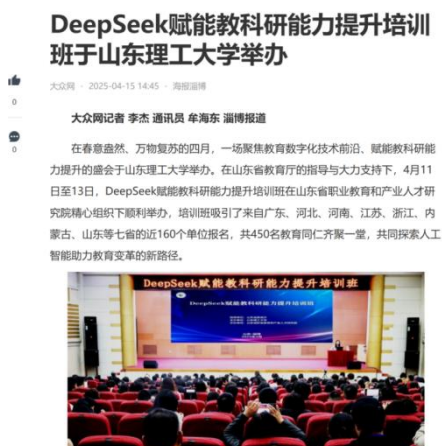 DeepSeek赋能教科研能力提升培训
班于山东理工大学举办
大众网 · 2025-04-15 14:45 · 海报淄博
0
大众网记者 李杰 通讯员 牟海东 淄博报道
0
在春意盎然、万物复苏的四月，一场聚焦教育数字化技术前沿、赋能教科研能
力提升的盛会于山东理工大学举办。在山东省教育厅的指导与大力支持下，4月11
日至13日，DeepSeek赋能教科研能力提升培训班在山东省职业教育和产业人才研
究院精心组织下顺利举办，培训班吸引了来自广东、河北、河南、江苏、浙江、内
蒙古、山东等七省的近160个单位报名，共450名教育同仁齐聚一堂，共同探索人工
智能助力教育变革的新路径。
DeepSeek赋能教科研能力提升培训班
DeepSeek赋能教科研能力提升培训班